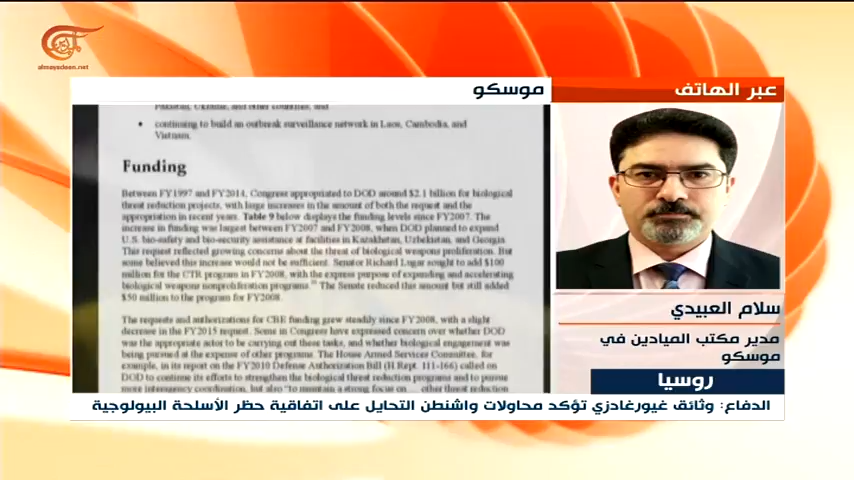 الميادين
almayadeen.net
موسكو
عبر الهاتف
Pakistan, Ukraine, and other countries; and
• continuing to build an outbreak surveillance network in Laos, Cambodia, and
Vietnam.
Funding
Between FY1997 and FY2014, Congress appropriated to DOD around $2.1 billion for biological
threat reduction projects, with large increases in the amount of both the request and the
appropriation in recent years. Table 9 below displays the funding levels since FY2007. The
increase in funding was largest between FY2007 and FY2008, when DOD planned to expand
U.S. bio-safety and bio-security assistance at facilities in Kazakhstan, Uzbekistan, and Georgia.
This request reflected growing concerns about the threat of biological weapons proliferation. But
some believed this increase would not be sufficient. Senator Richard Lugar sought to add $100
million for the CTR program in FY2008, with the express purpose of expanding and accelerating
biological weapons nonproliferation programs. The Senate reduced this amount but still added
$50 million to the program for FY2008.
The requests and authorizations for CBE funding grew steadily since FY2008, with a slight
decrease in the FY2015 request. Some in Congress have expressed concern over whether DOD
was the appropriate actor to be carrying out these tasks, and whether biological engagement was
being pursued at the expense of other programs. The House Armed Services Committee, for
example, in its report on the FY2010 Defense Authorization Bill (H Rept. 111-166) called on
DOD to continue its efforts to strengthen the biological threat reduction programs and to pursue
more interagency coordination, but also "to maintain a strong focus on ... other threat reduction
سلام العبيدي
مدير مكتب الميادين في
موسكو
روسيا
الدفاع: وثائق غيورغادزي تؤكد محاولات واشنطن التحايل على اتفاقية حظر الأسلحة البيولوجية